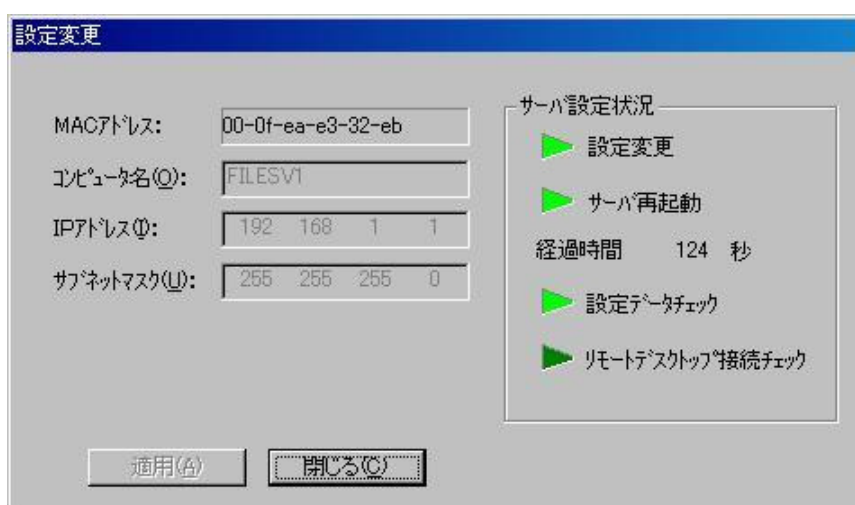 設定変更
MACアドレス: 00-0f-ea-e3-32-eb
コンピュータ名(O): FILESV1
IPアドレス(I): 192 168 1 1
サブネットマスク(U): 255 255 255 0
サーバ設定状況
設定変更
サーバ再起動
経過時間 124 秒
設定データチェック
リモートデスクトップ接続チェック
適用(A) 閉じる(C)